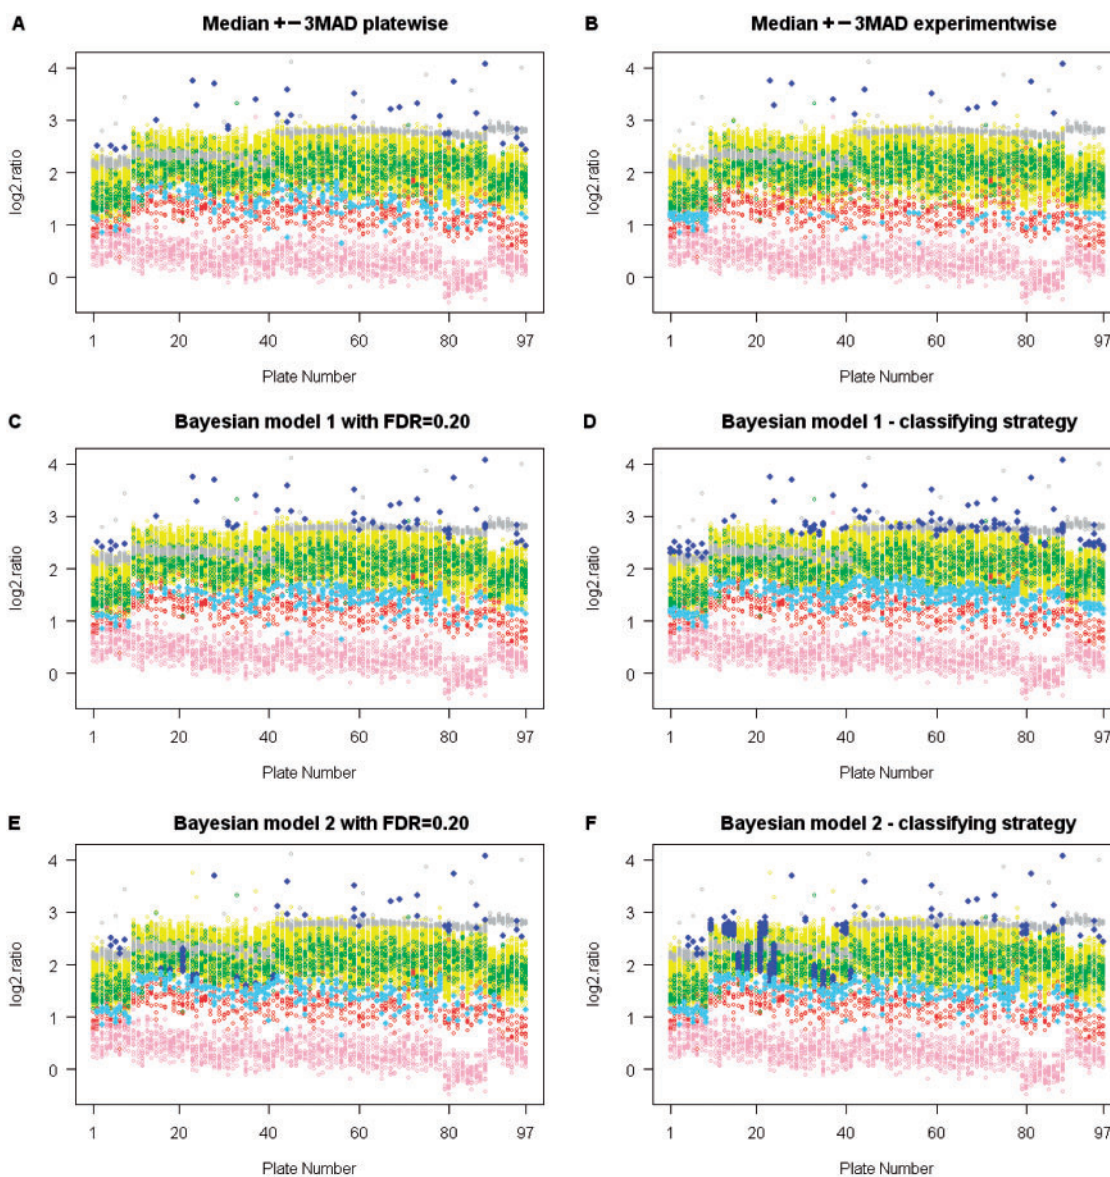 A Median +−3MAD platewise
log2.ratio
4
3
2
1
0
1 20 40 60 80 97
Plate Number
B Median +−3MAD experimentwise
log2.ratio
4
3
2
1
0
1 20 40 60 80 97
Plate Number
C Bayesian model 1 with FDR=0.20
log2.ratio
4
3
2
1
0
1 20 40 60 80 97
Plate Number
D Bayesian model 1 - classifying strategy
log2.ratio
4
3
2
1
0
1 20 40 60 80 97
Plate Number
E Bayesian model 2 with FDR=0.20
log2.ratio
4
3
2
1
0
1 20 40 60 80 97
Plate Number
F Bayesian model 2 - classifying strategy
log2.ratio
4
3
2
1
0
1 20 40 60 80 97
Plate Number